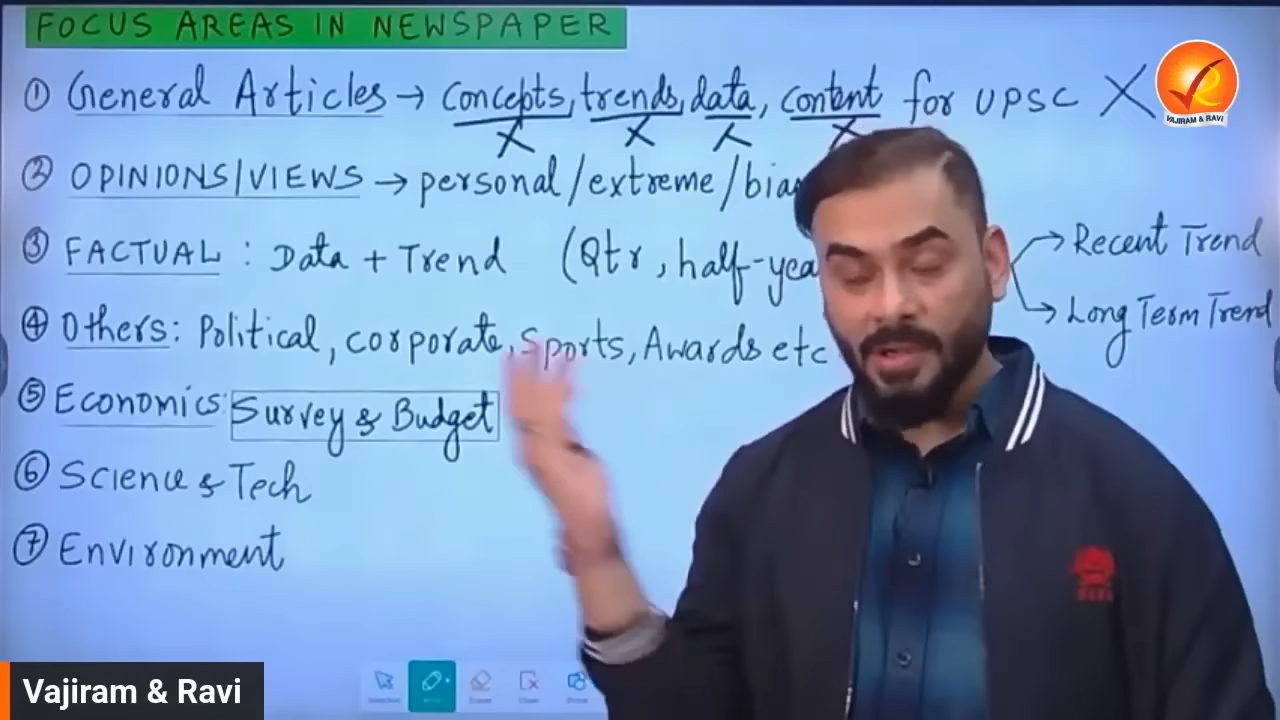 FOCUS AREAS IN NEWSPAPER
① General Articles → concepts, trends, data, content for UPSC X
X X X X
② OPINIONS/VIEWS → personal/extreme/
③ FACTUAL : Data + Trend (Qtr, half-
Recent Trend
Long Term Trend
④ Others: Political, corporate, Sports, Awards etc
⑤ Economics: Survey & Budget
⑥ Science & Tech
⑦ Environment
VAJIRAM & RAVI
Vajiram & Ravi